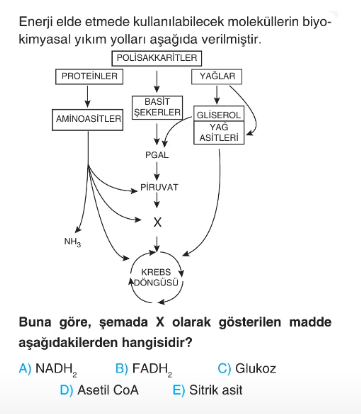 Enerji elde etmede kullanılabilecek moleküllerin biyo-
kimyasal yıkım yolları aşağıda verilmiştir.
POLİSAKKARİTLER
PROTEİNLER
YAĞLAR
AMİNOASİTLER
BASİT
ŞEKERLER
GLİSEROL
YAĞ
ASİTLERİ
PGAL
PİRUVAT
X
NH₃
KREBS
DÖNGÜSÜ
Buna göre, şemada X olarak gösterilen madde
aşağıdakilerden hangisidir?
A) NADH₂ B) FADH₂ C) Glukoz
D) Asetil CoA E) Sitrik asit